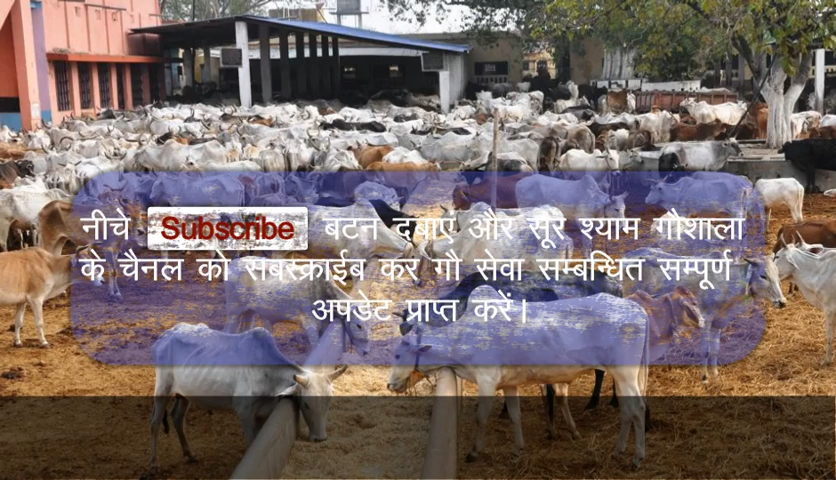 नीचे Subscribe बटन दबाएं और सूर श्याम गौशाला
के चैनल को सबस्क्राईब कर गौ सेवा सम्बन्धित सम्पूर्ण
अपडेट प्राप्त करें।